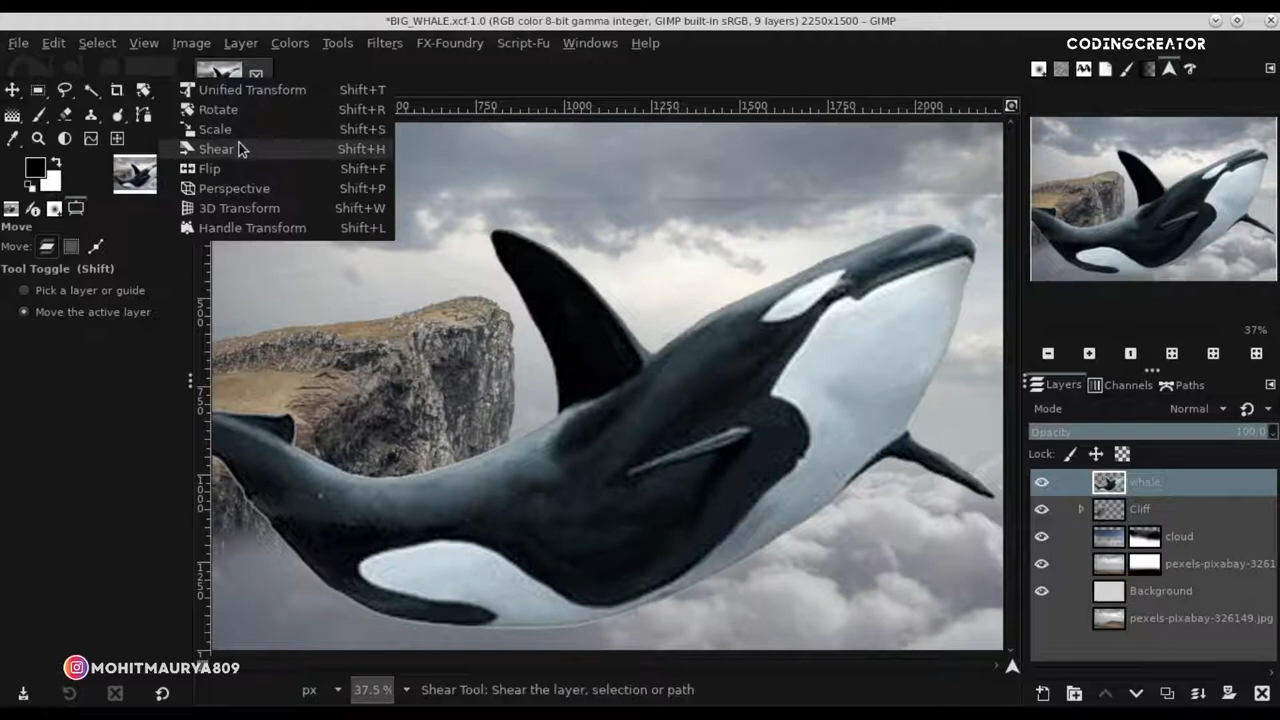 *BIG_WHALE.xcf-1.0 (RGB color 8-bit gamma integer, GIMP built-in sRGB, 9 layers) 2250x1500 – GIMP
File Edit Select View Image Layer Colors Tools Filters FX-Foundry Script-Fu Windows Help
CODINGCREATOR
Unified Transform Shift+T
Rotate Shift+R
Scale Shift+S
Shear Shift+H
Flip Shift+F
Perspective Shift+P
3D Transform Shift+W
Handle Transform Shift+L
750 1000 1250 1500 1750 2000
500
750
1000
1250
Move
Move:
Tool Toggle (Shift)
Pick a layer or guide
Move the active layer
37%
Layers Channels Paths
Mode Normal
Opacity 100.0
Lock:
whale
Cliff
cloud
pexels-pixabay-3261
Background
pexels-pixabay-326149.jpg
MOHITMAURYA809
px 37.5 % Shear Tool: Shear the layer, selection or path